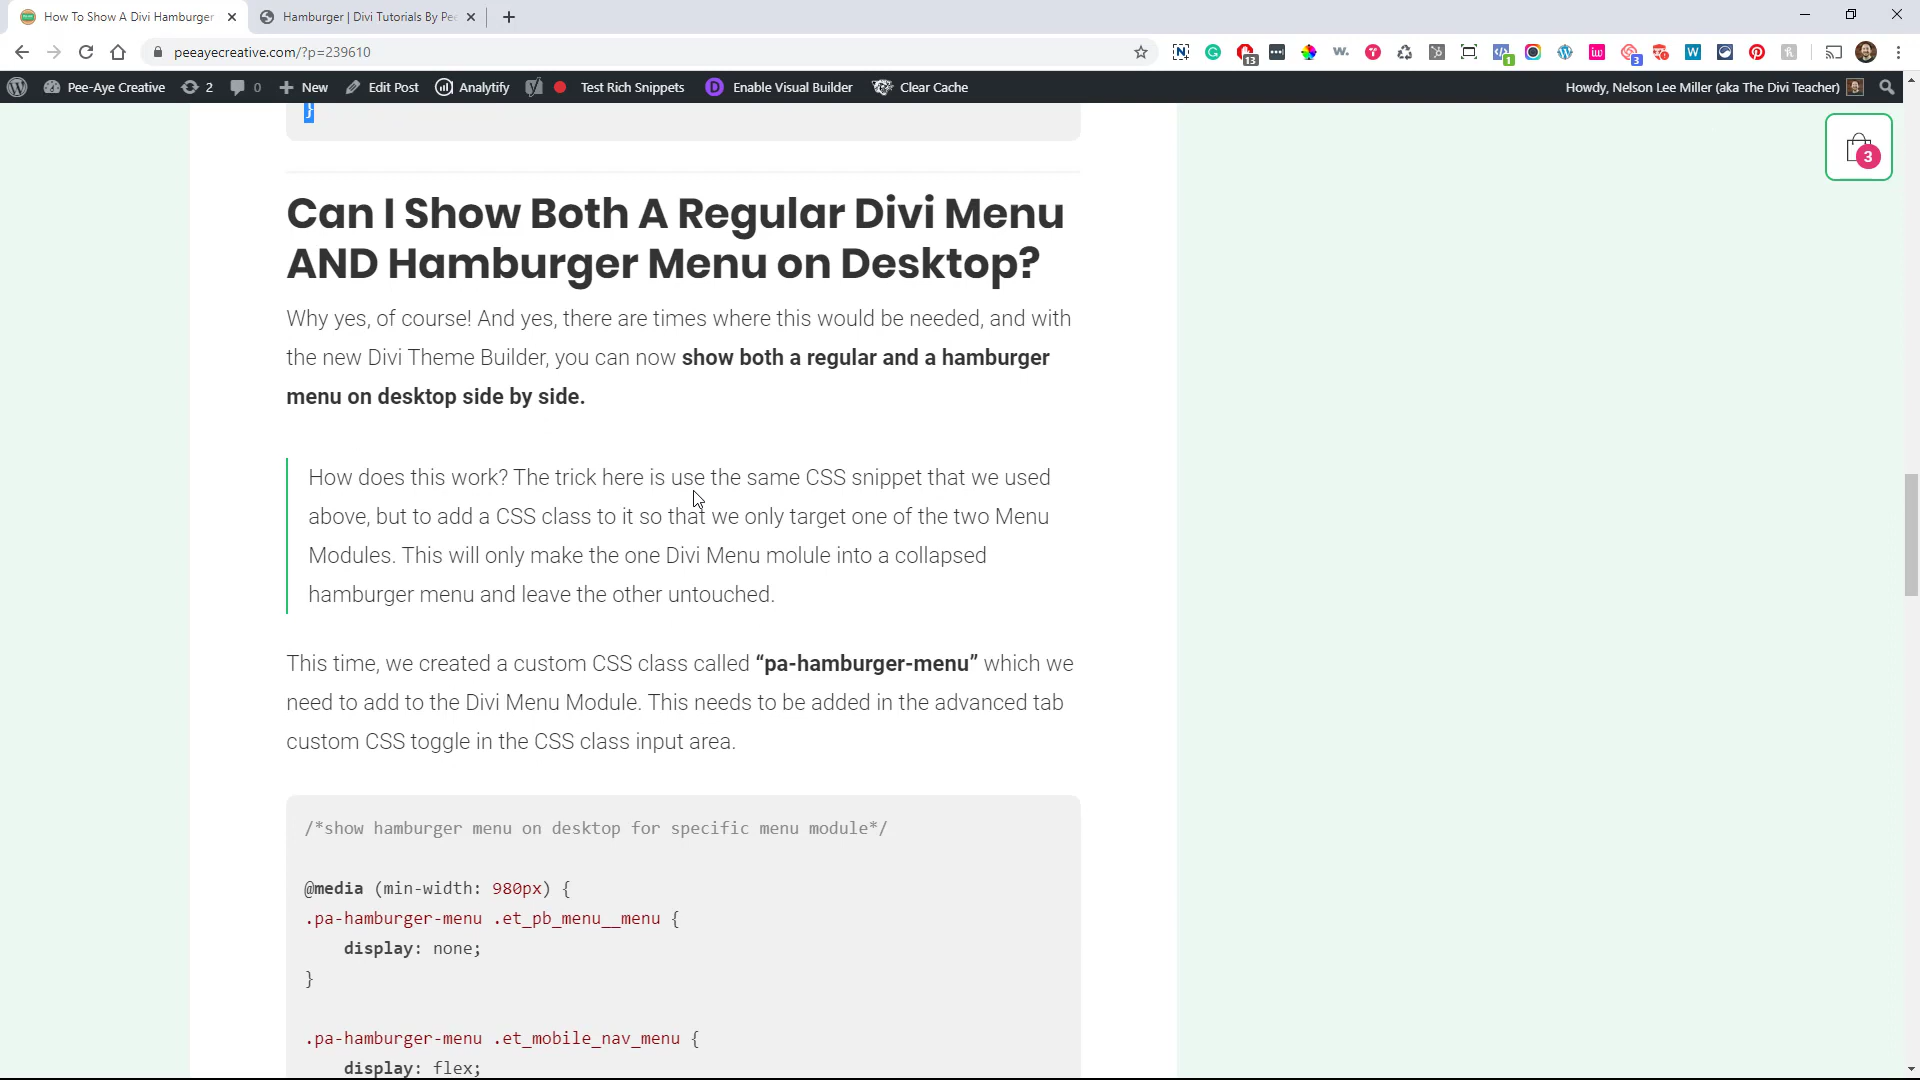 How To Show A Divi Hamburger
Hamburger | Divi Tutorials By Pee
peeayecreative.com/?p=239610
13
1
3
Pee-Aye Creative
2
0
New
Edit Post
Analytify
Test Rich Snippets
Enable Visual Builder
Clear Cache
Howdy, Nelson Lee Miller (aka The Divi Teacher)
3
}
Can I Show Both A Regular Divi Menu
AND Hamburger Menu on Desktop?
Why yes, of course! And yes, there are times where this would be needed, and with
the new Divi Theme Builder, you can now show both a regular and a hamburger
menu on desktop side by side.
How does this work? The trick here is use the same CSS snippet that we used
above, but to add a CSS class to it so that we only target one of the two Menu
Modules. This will only make the one Divi Menu molule into a collapsed
hamburger menu and leave the other untouched.
This time, we created a custom CSS class called “pa-hamburger-menu” which we
need to add to the Divi Menu Module. This needs to be added in the advanced tab
custom CSS toggle in the CSS class input area.
/*show hamburger menu on desktop for specific menu module*/
@media (min-width: 980px) {
.pa-hamburger-menu .et_pb_menu__menu {
display: none;
}
.pa-hamburger-menu .et_mobile_nav_menu {
display: flex;